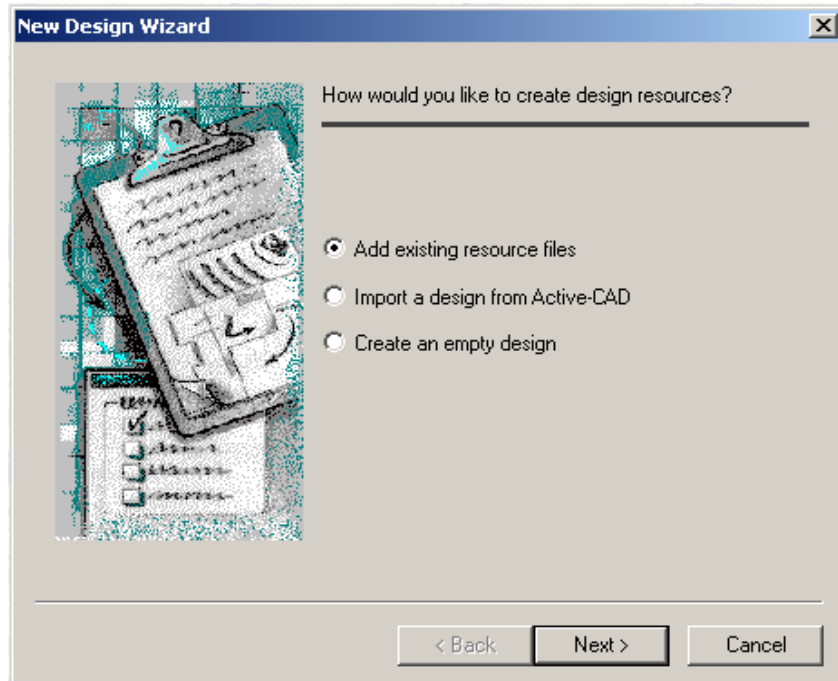 New Design Wizard
How would you like to create design resources?
Add existing resource files
Import a design from Active-CAD
Create an empty design
< Back
Next >
Cancel